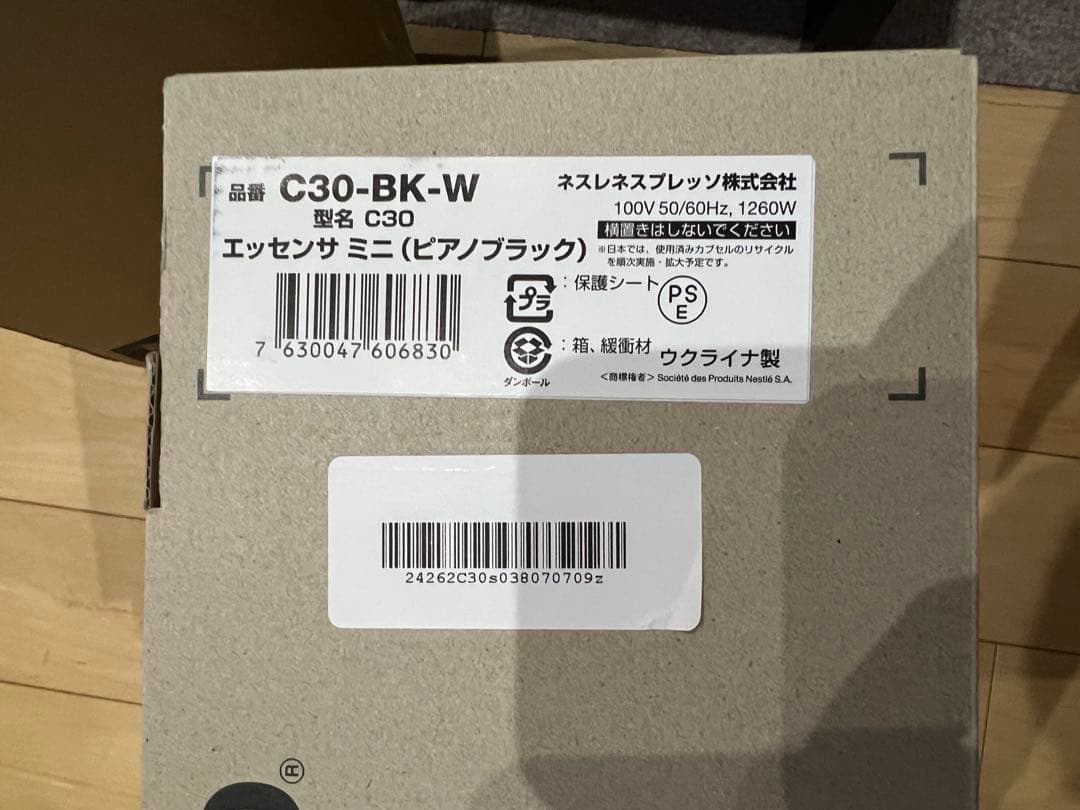 品番 C30-BK-W
型名 C30
エッセンサ ミニ (ピアノブラック)
7 630047 606830
ネスレネスプレッソ株式会社
100V 50/60Hz, 1260W
横置きはしないでください
※日本では、使用済みカプセルのリサイクル
を順次実施・拡大予定です。
プラ : 保護シート
PS
E
: 箱、緩衝材
ダンボール
ウクライナ製
<商標権者> Société des Produits Nestlé S.A.
24262C30s038070709z
®